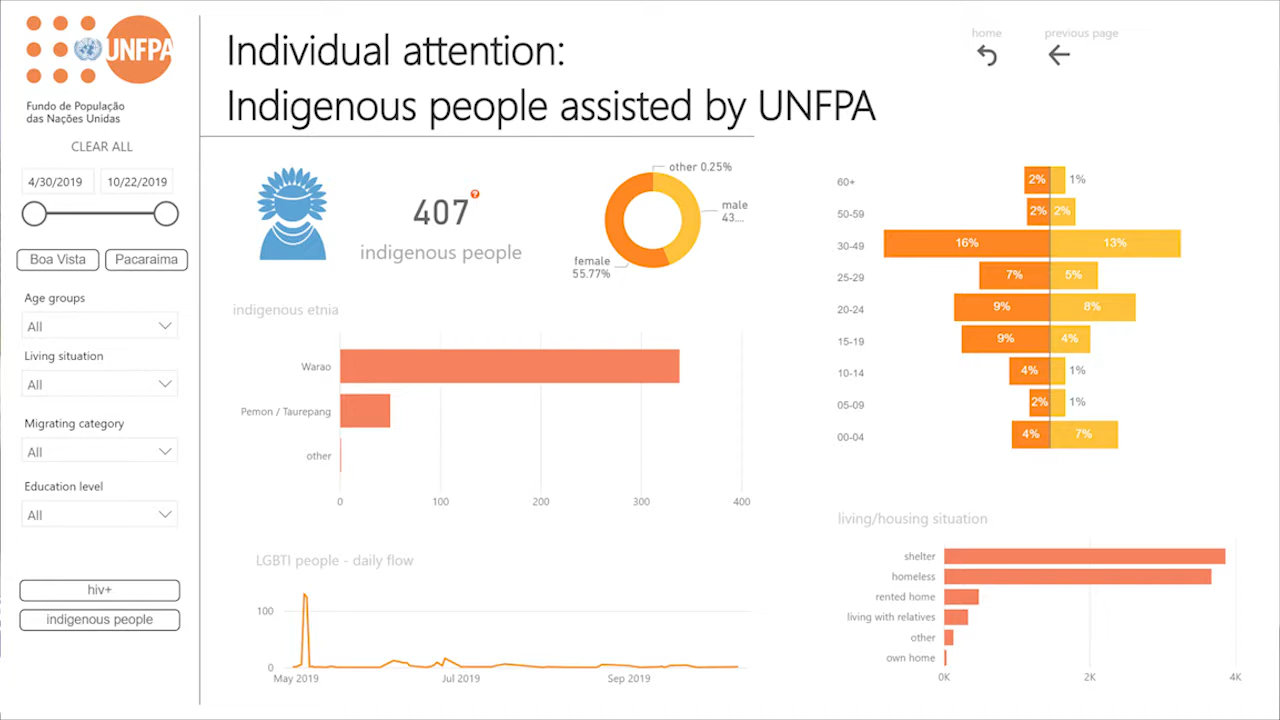 UNFPA
Fundo de População
das Nações Unidas
CLEAR ALL
4/30/2019
10/22/2019
Boa Vista
Pacaraima
Age groups
All
Living situation
All
Migrating category
All
Education level
All
hiv+
indigenous people
Individual attention:
Indigenous people assisted by UNFPA
home
previous page
407
?
indigenous people
other 0.25%
male
43....
female
55.77%
indigenous etnia
Warao
Pemon / Taurepang
other
0 100 200 300 400
LGBTI people - daily flow
100
0
May 2019 Jul 2019 Sep 2019
60+ 2% 1%
50-59 2% 2%
30-49 16% 13%
25-29 7% 5%
20-24 9% 8%
15-19 9% 4%
10-14 4% 1%
05-09 2% 1%
00-04 4% 7%
living/housing situation
shelter
homeless
rented home
living with relatives
other
own home
0K 2K 4K